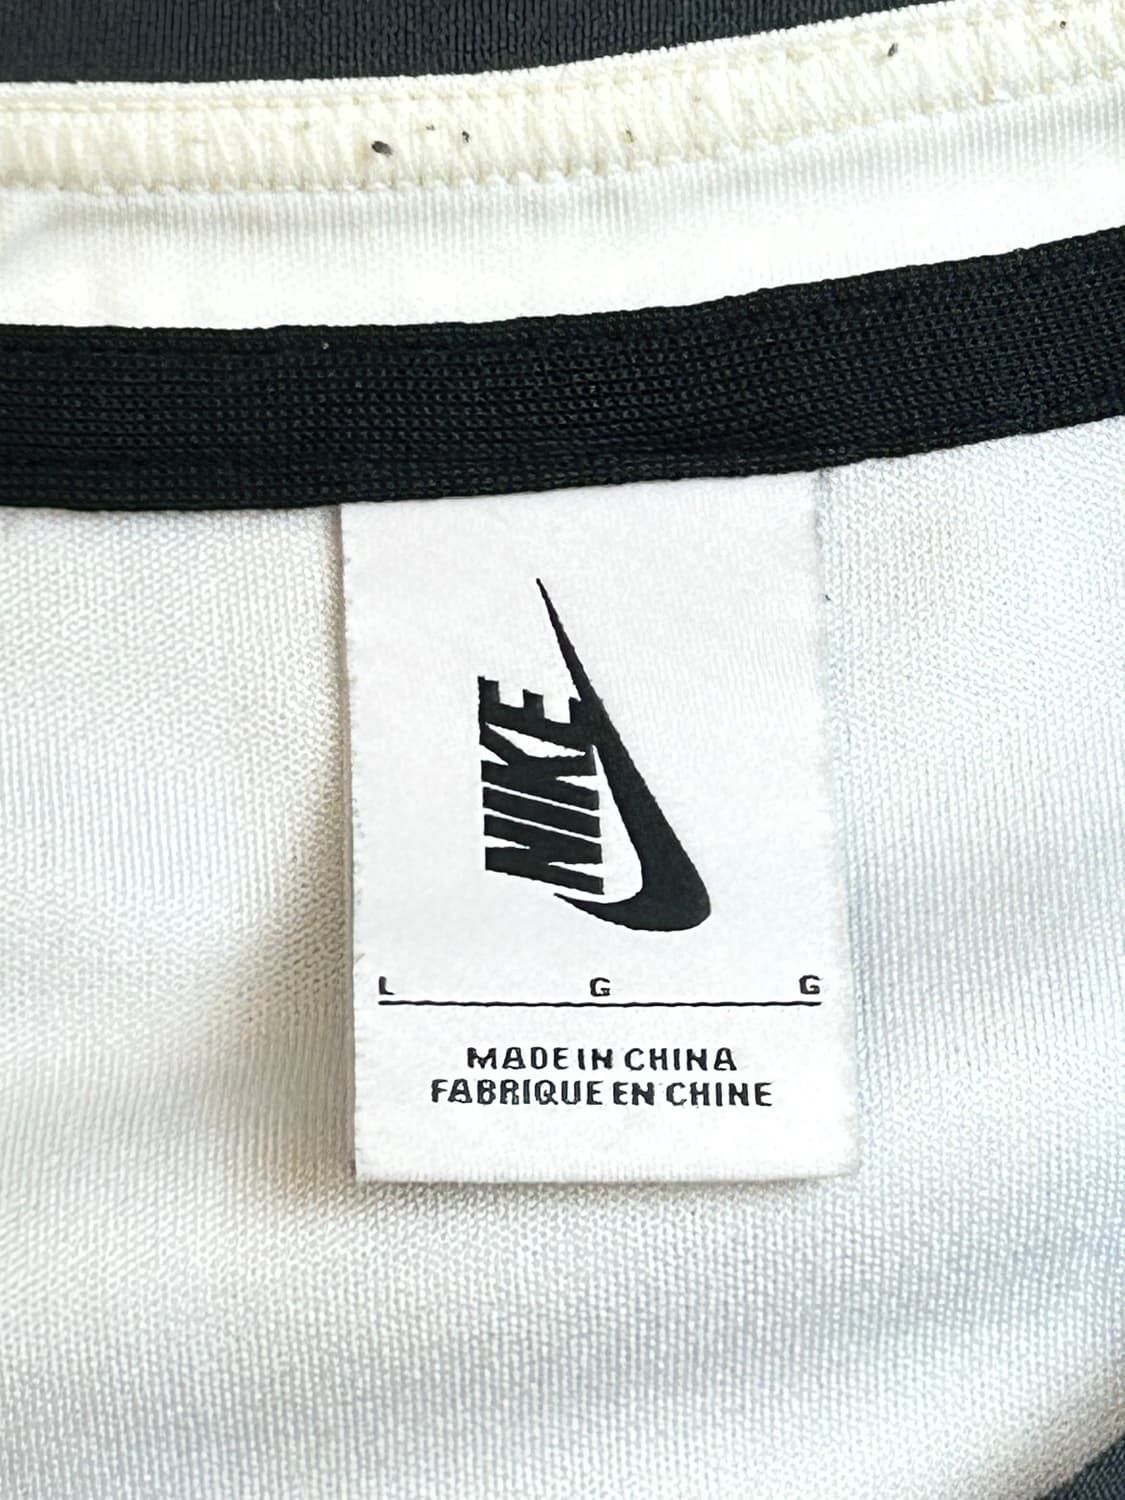 NIKE
L G G
MADE IN CHINA
FABRIQUE EN CHINE